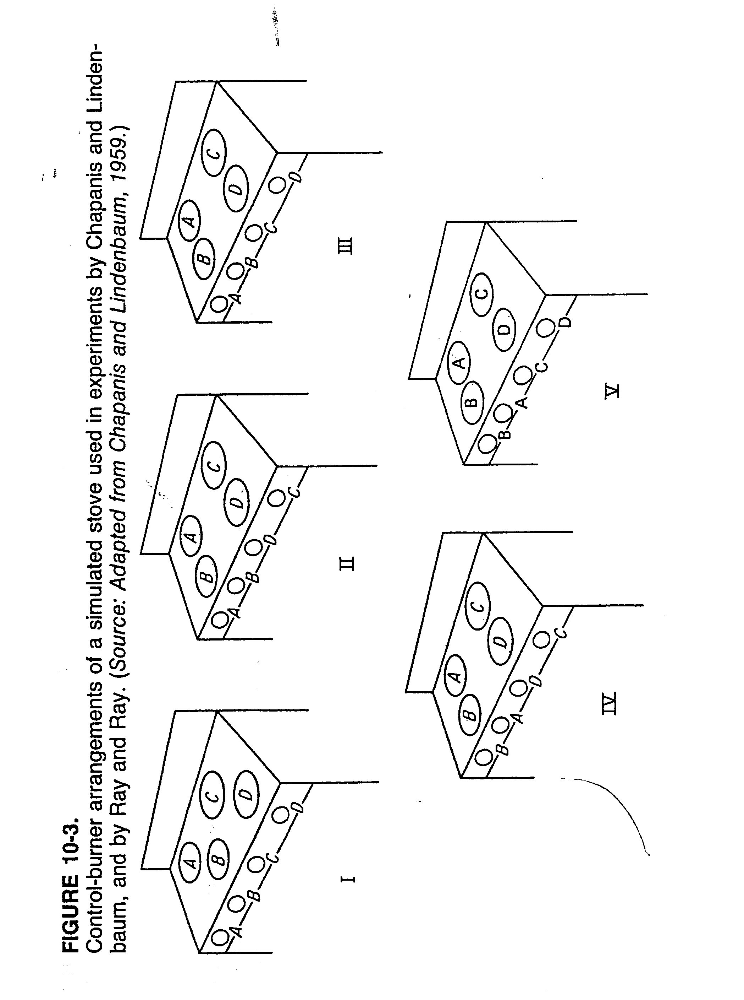 FIGURE 10-3.
Control-burner arrangements of a simulated stove used in experiments by Chapanis and Linden-
baum, and by Ray and Ray. (Source: Adapted from Chapanis and Lindenbaum, 1959.)
A C
B D
A B C D
I
A C
B D
A B D C
II
A C
B D
A B C D
III
A C
B D
B A D C
IV
A C
B D
B A C D
V